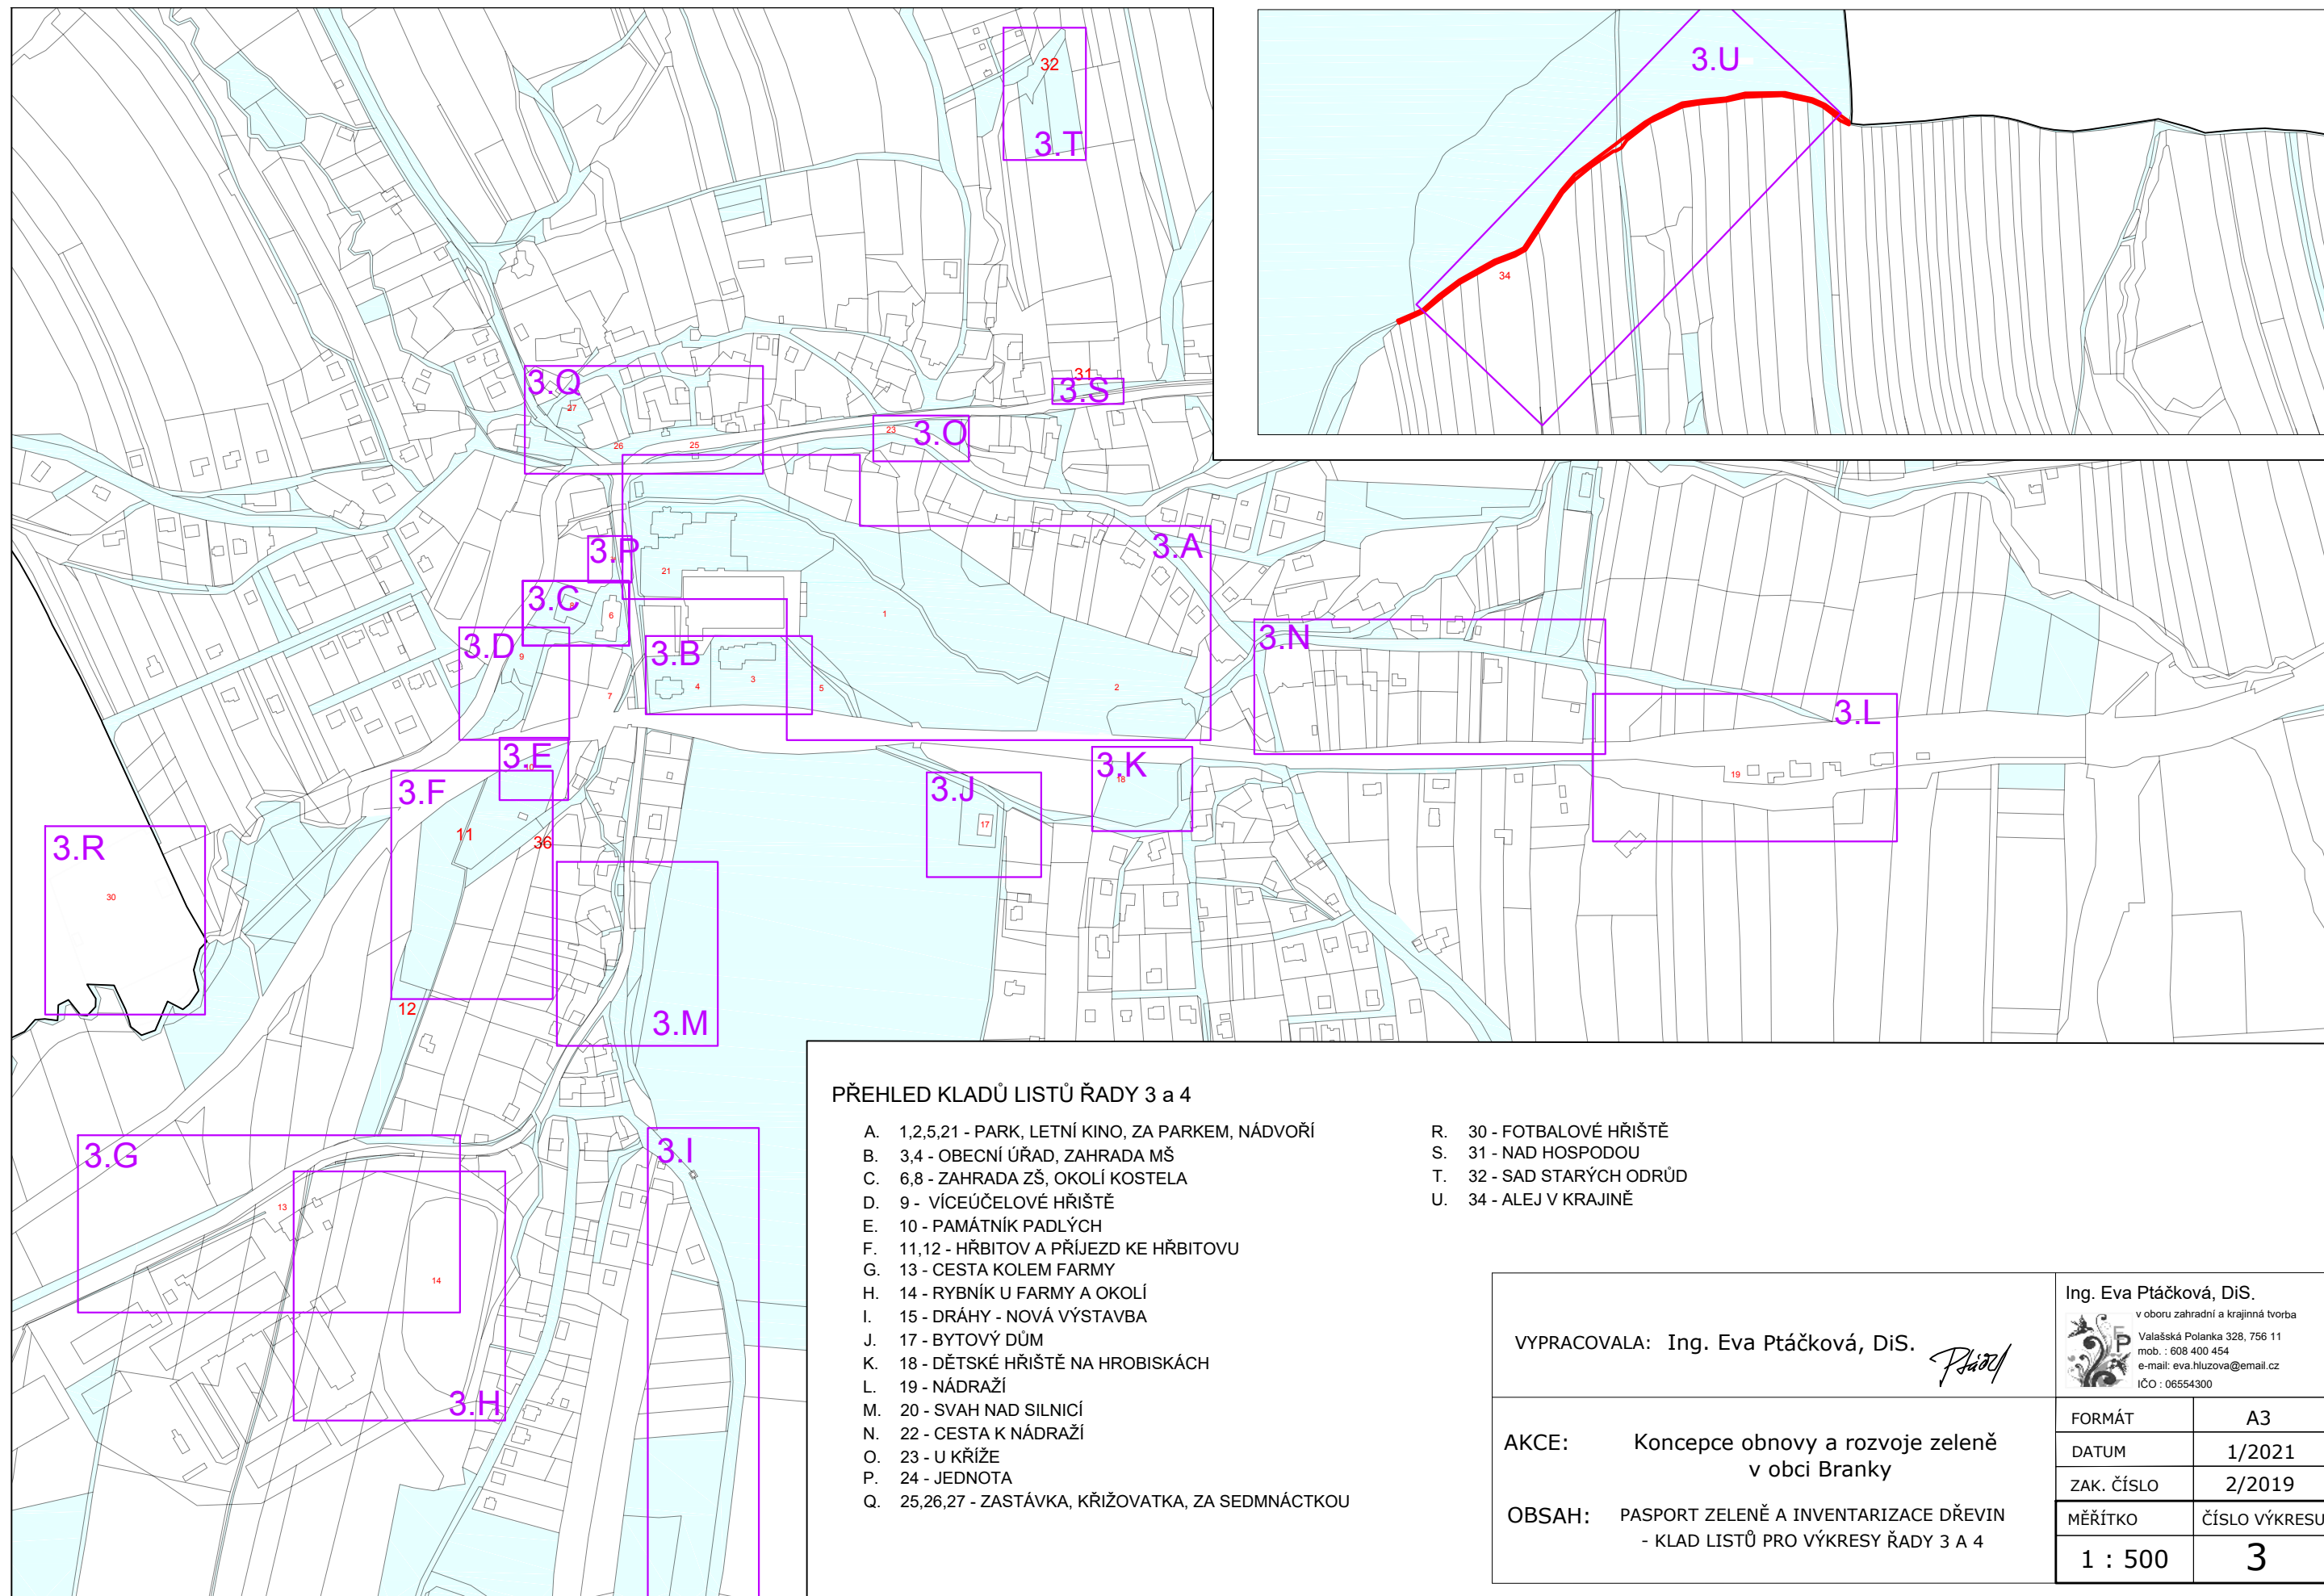 3.U
32
3.T
34
31
3.S
3.Q
27
26
25
23
3.O
3.P
21
3.A
3.C
8
6
1
3.D
9
3.B
4
3
5
2
7
3.N
3.L
19
3.E
10
3.F
11
36
3.J
17
3.K
18
3.R
30
12
3.M
3.G
13
14
3.H
3.I
PŘEHLED KLADŮ LISTŮ ŘADY 3 a 4
A. 1,2,5,21 - PARK, LETNÍ KINO, ZA PARKEM, NÁDVOŘÍ
B. 3,4 - OBECNÍ ÚŘAD, ZAHRADA MŠ
C. 6,8 - ZAHRADA ZŠ, OKOLÍ KOSTELA
D. 9 - VÍCEÚČELOVÉ HŘIŠTĚ
E. 10 - PAMÁTNÍK PADLÝCH
F. 11,12 - HŘBITOV A PŘÍJEZD KE HŘBITOVU
G. 13 - CESTA KOLEM FARMY
H. 14 - RYBNÍK U FARMY A OKOLÍ
I. 15 - DRÁHY - NOVÁ VÝSTAVBA
J. 17 - BYTOVÝ DŮM
K. 18 - DĚTSKÉ HŘIŠTĚ NA HROBISKÁCH
L. 19 - NÁDRAŽÍ
M. 20 - SVAH NAD SILNICÍ
N. 22 - CESTA K NÁDRAŽÍ
O. 23 - U KŘÍŽE
P. 24 - JEDNOTA
Q. 25,26,27 - ZASTÁVKA, KŘIŽOVATKA, ZA SEDMNÁCTKOU
R. 30 - FOTBALOVÉ HŘIŠTĚ
S. 31 - NAD HOSPODOU
T. 32 - SAD STARÝCH ODRŮD
U. 34 - ALEJ V KRAJINĚ
VYPRACOVALA: Ing. Eva Ptáčková, DiS.
Ing. Eva Ptáčková, DiS.
v oboru zahradní a krajinná tvorba
Valašská Polanka 328, 756 11
mob. : 608 400 454
e-mail: eva.hluzova@email.cz
IČO : 06554300
AKCE: Koncepce obnovy a rozvoje zeleně
v obci Branky
OBSAH: PASPORT ZELENĚ A INVENTARIZACE DŘEVIN
- KLAD LISTŮ PRO VÝKRESY ŘADY 3 A 4
FORMÁT A3
DATUM 1/2021
ZAK. ČÍSLO 2/2019
MĚŘÍTKO ČÍSLO VÝKRESU
1 : 500 3